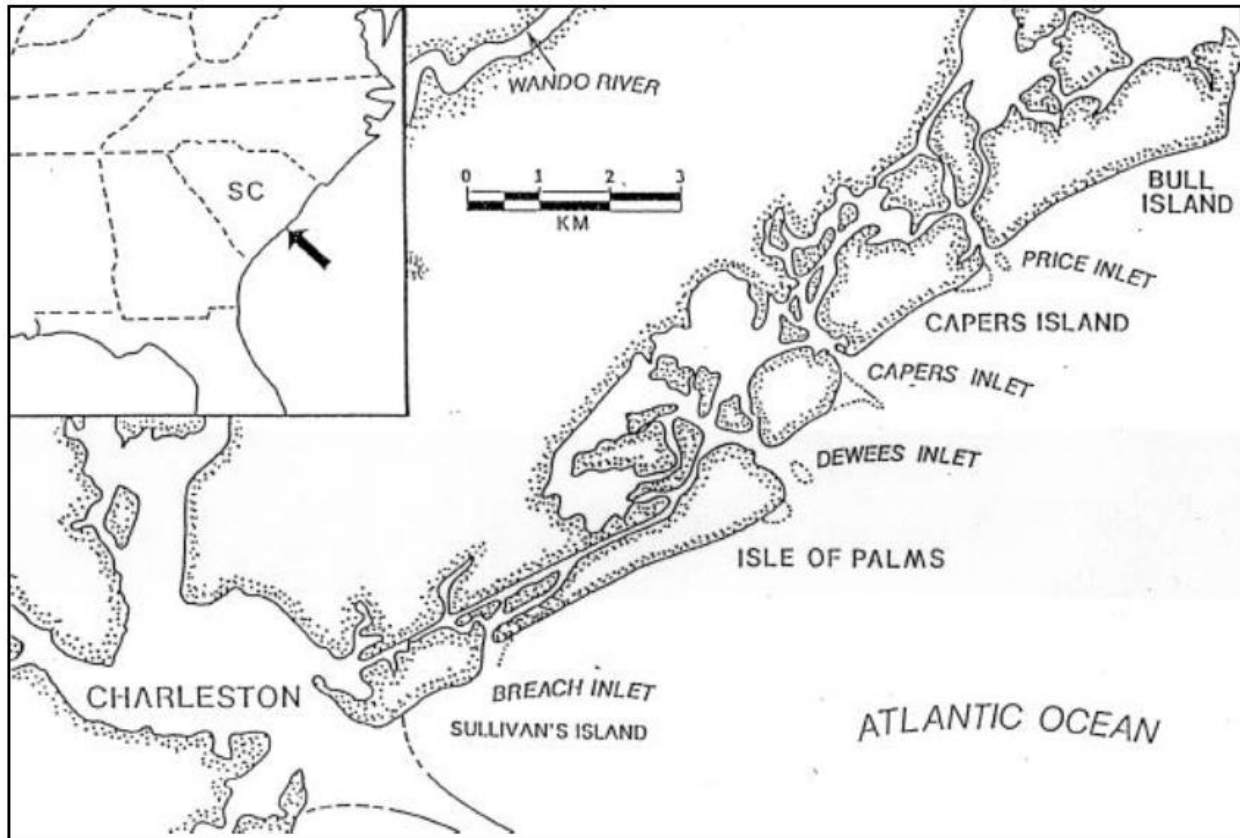 WANDO RIVER
SC
0 1 2 3
KM
BULL
ISLAND
PRICE INLET
CAPERS ISLAND
CAPERS INLET
DEWEES INLET
ISLE OF PALMS
CHARLESTON
BREACH INLET
SULLIVAN'S ISLAND
ATLANTIC OCEAN